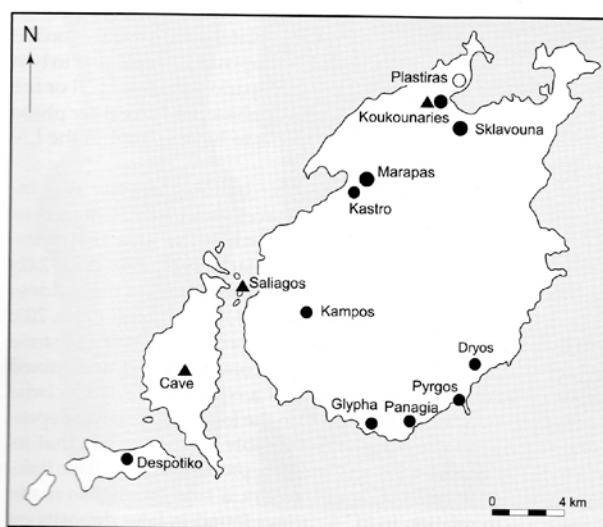 N
Plastiras
Koukounaries
Sklavouna
Marapas
Kastro
Saliagos
Kampos
Cave
Dryos
Pyrgos
Glypha
Panagia
Despotiko
0 4 km